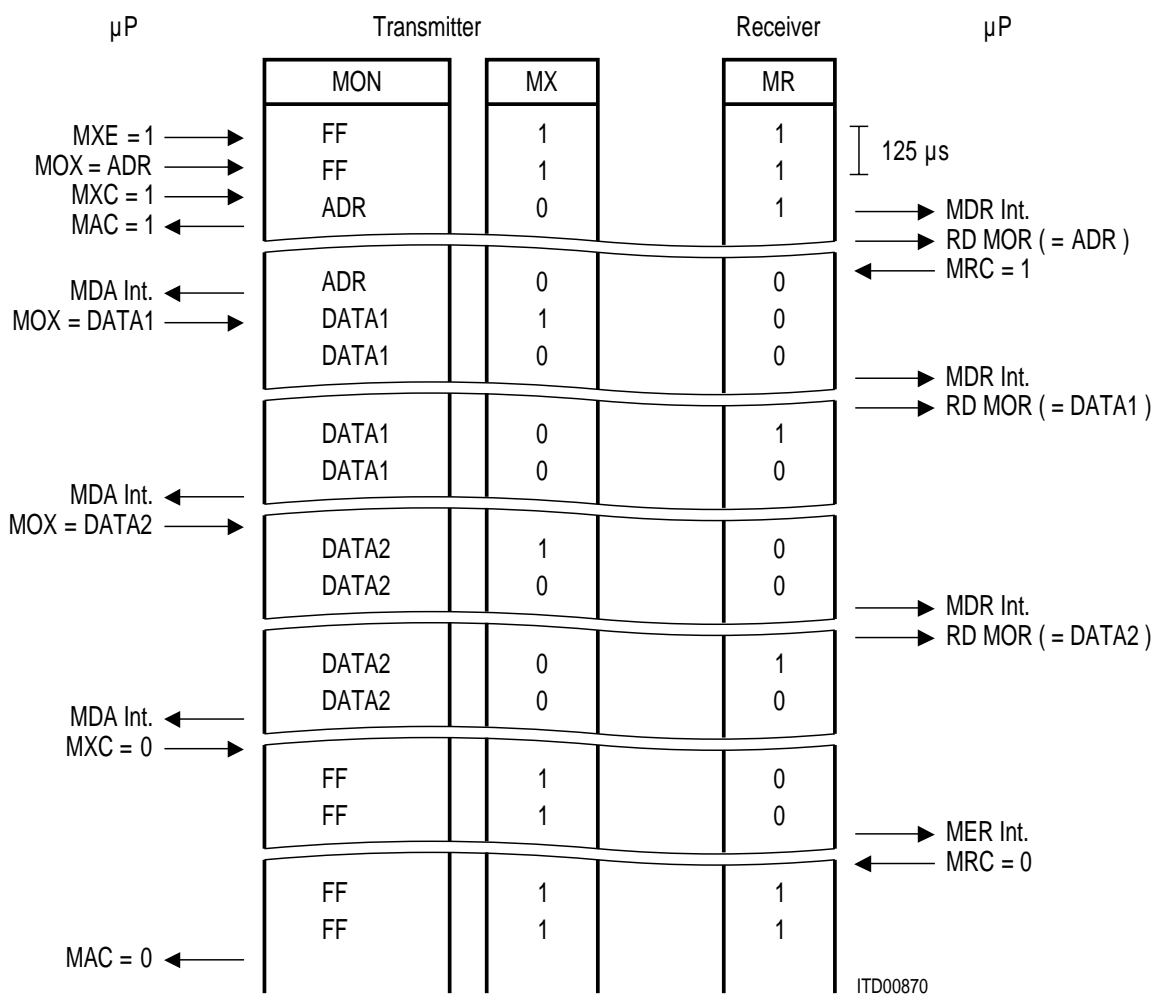 µP Transmitter Receiver µP
MON MX MR
MXE = 1 FF 1 1
125 µs
MOX = ADR FF 1 1
MXC = 1
ADR 0 1 MDR Int.
MAC = 1
RD MOR ( = ADR )
MRC = 1
ADR 0 0
MDA Int.
MOX = DATA1 DATA1 1 0
DATA1 0 0
MDR Int.
RD MOR ( = DATA1 )
DATA1 0 1
DATA1 0 0
MDA Int.
MOX = DATA2
DATA2 1 0
DATA2 0 0
MDR Int.
RD MOR ( = DATA2 )
DATA2 0 1
DATA2 0 0
MDA Int.
MXC = 0
FF 1 0
FF 1 0
MER Int.
MRC = 0
FF 1 1
FF 1 1
MAC = 0
ITD00870